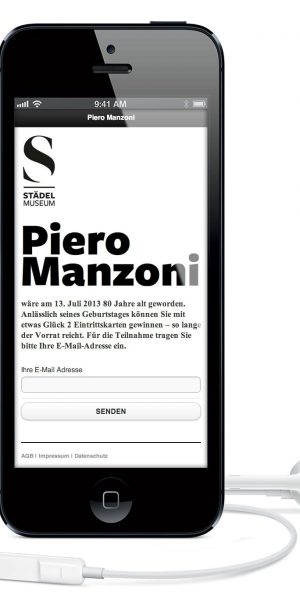 9:41 AM
Piero Manzoni
S
STÄDEL
MUSEUM
Piero
Manzoni
wäre am 13. Juli 2013 80 Jahre alt geworden.
Anlässlich seines Geburtstages können Sie mit
etwas Glück 2 Eintrittskarten gewinnen – so lange
der Vorrat reicht. Für die Teilnahme tragen Sie
bitte Ihre E-Mail-Adresse ein.
Ihre E-Mail Adresse
SENDEN
AGB | Impressum | Datenschutz